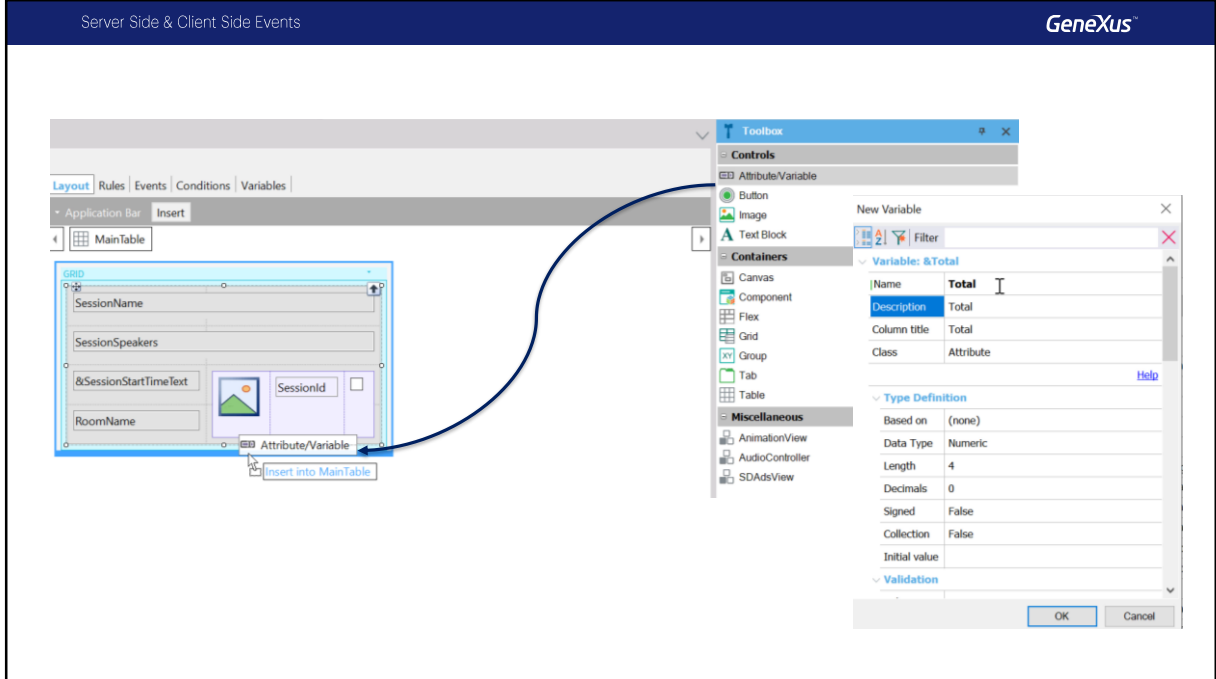 Server Side & Client Side Events
GeneXus™
Layout Rules Events Conditions Variables
Application Bar Insert
MainTable
GRID
SessionName
SessionSpeakers
&SessionStartTimeText
SessionId
RoomName
Attribute/Variable
Insert into MainTable
Toolbox
Controls
Attribute/Variable
Button
Image
Text Block
Containers
Canvas
Component
Flex
Grid
Group
Tab
Table
Miscellaneous
AnimationView
AudioController
SDAdsView
New Variable
Filter
Variable: &Total
Name Total
Description Total
Column title Total
Class Attribute
Help
Type Definition
Based on (none)
Data Type Numeric
Length 4
Decimals 0
Signed False
Collection False
Initial value
Validation
OK Cancel